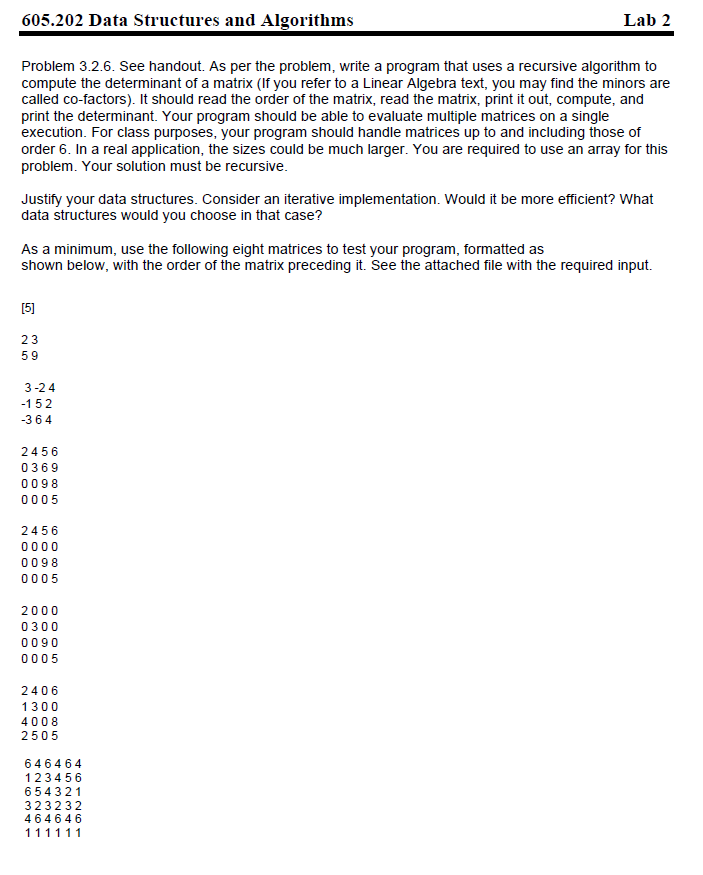 605.202 Data Structures and Algorithms Lab 2
Problem 3.2.6. See handout. As per the problem, write a program that uses a recursive algorithm to
compute the determinant of a matrix (If you refer to a Linear Algebra text, you may find the minors are
called co-factors). It should read the order of the matrix, read the matrix, print it out, compute, and
print the determinant. Your program should be able to evaluate multiple matrices on a single
execution. For class purposes, your program should handle matrices up to and including those of
order 6. In a real application, the sizes could be much larger. You are required to use an array for this
problem. Your solution must be recursive.
Justify your data structures. Consider an iterative implementation. Would it be more efficient? What
data structures would you choose in that case?
As a minimum, use the following eight matrices to test your program, formatted as
shown below, with the order of the matrix preceding it. See the attached file with the required input.
[5]
2 3
5 9
3 -2 4
-1 5 2
-3 6 4
2 4 5 6
0 3 6 9
0 0 9 8
0 0 0 5
2 4 5 6
0 0 0 0
0 0 9 8
0 0 0 5
2 0 0 0
0 3 0 0
0 0 9 0
0 0 0 5
2 4 0 6
1 3 0 0
4 0 0 8
2 5 0 5
6 4 6 4 6 4
1 2 3 4 5 6
6 5 4 3 2 1
3 2 3 2 3 2
4 6 4 6 4 6
1 1 1 1 1 1